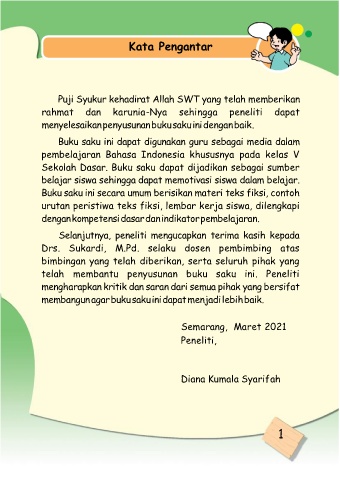 Kata Pengantar
Puji Syukur kehadirat Allah SWT yang telah memberikan
rahmat dan karunia-Nya sehingga peneliti dapat
menyelesaikan penyusunan buku saku ini dengan baik.
Buku saku ini dapat digunakan guru sebagai media dalam
pembelajaran Bahasa Indonesia khususnya pada kelas V
Sekolah Dasar. Buku saku dapat dijadikan sebagai sumber
belajar siswa sehingga dapat memotivasi siswa dalam belajar.
Buku saku ini secara umum berisikan materi teks fiksi, contoh
urutan peristiwa teks fiksi, lembar kerja siswa, dilengkapi
dengan kompetensi dasar dan indikator pembelajaran.
Selanjutnya, peneliti mengucapkan terima kasih kepada
Drs. Sukardi, M.Pd. selaku dosen pembimbing atas
bimbingan yang telah diberikan, serta seluruh pihak yang
telah membantu penyusunan buku saku ini. Peneliti
mengharapkan kritik dan saran dari semua pihak yang bersifat
membangun agar buku saku ini dapat menjadi lebih baik.
Semarang, Maret 2021
Peneliti,
Diana Kumala Syarifah
1